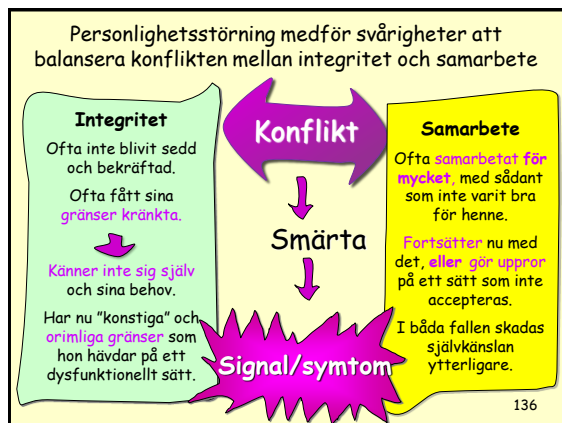 Personlighetsstörning medför svårigheter att
balansera konflikten mellan integritet och samarbete
Integritet
Ofta inte blivit sedd
och bekräftad.
Ofta fått sina
gränser kränkta.
Känner inte sig själv
och sina behov.
Har nu "konstiga" och
orimliga gränser som
hon hävdar på ett
dysfunktionellt sätt.
Konflikt
Smärta
Signal/symtom
Samarbete
Ofta samarbetat för
mycket, med sådant
som inte varit bra
för henne.
Fortsätter nu med
det, eller gör uppror
på ett sätt som inte
accepteras.
I båda fallen skadas
självkänslan
ytterligare.
136